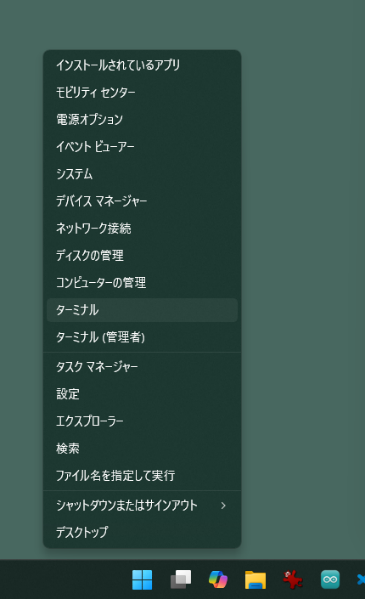 インストールされているアプリ
モビリティ センター
電源オプション
イベント ビューアー
システム
デバイス マネージャー
ネットワーク接続
ディスクの管理
コンピューターの管理
ターミナル
ターミナル (管理者)
タスク マネージャー
設定
エクスプローラー
検索
ファイル名を指定して実行
シャットダウンまたはサインアウト
デスクトップ